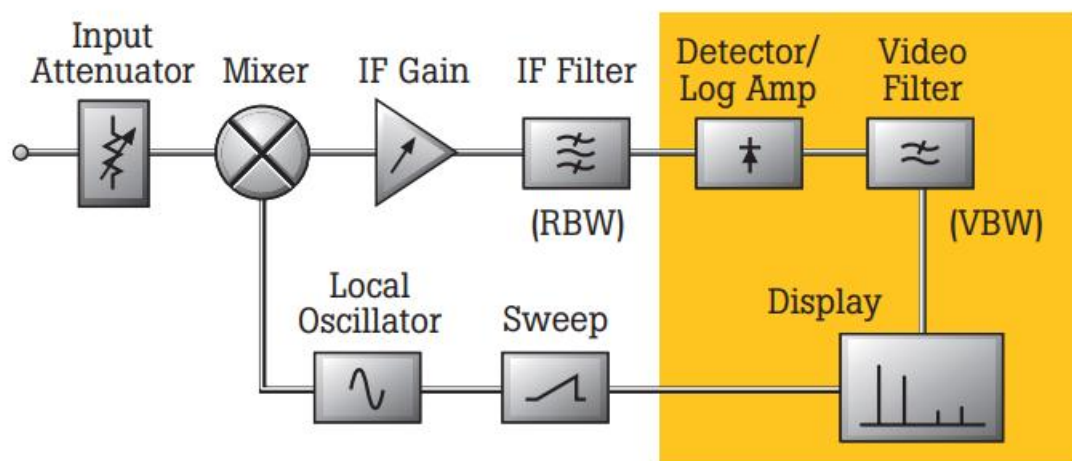 Input
Attenuator
Mixer
IF Gain
IF Filter
Detector/
Log Amp
Video
Filter
(RBW)
(VBW)
Local
Oscillator
Sweep
Display